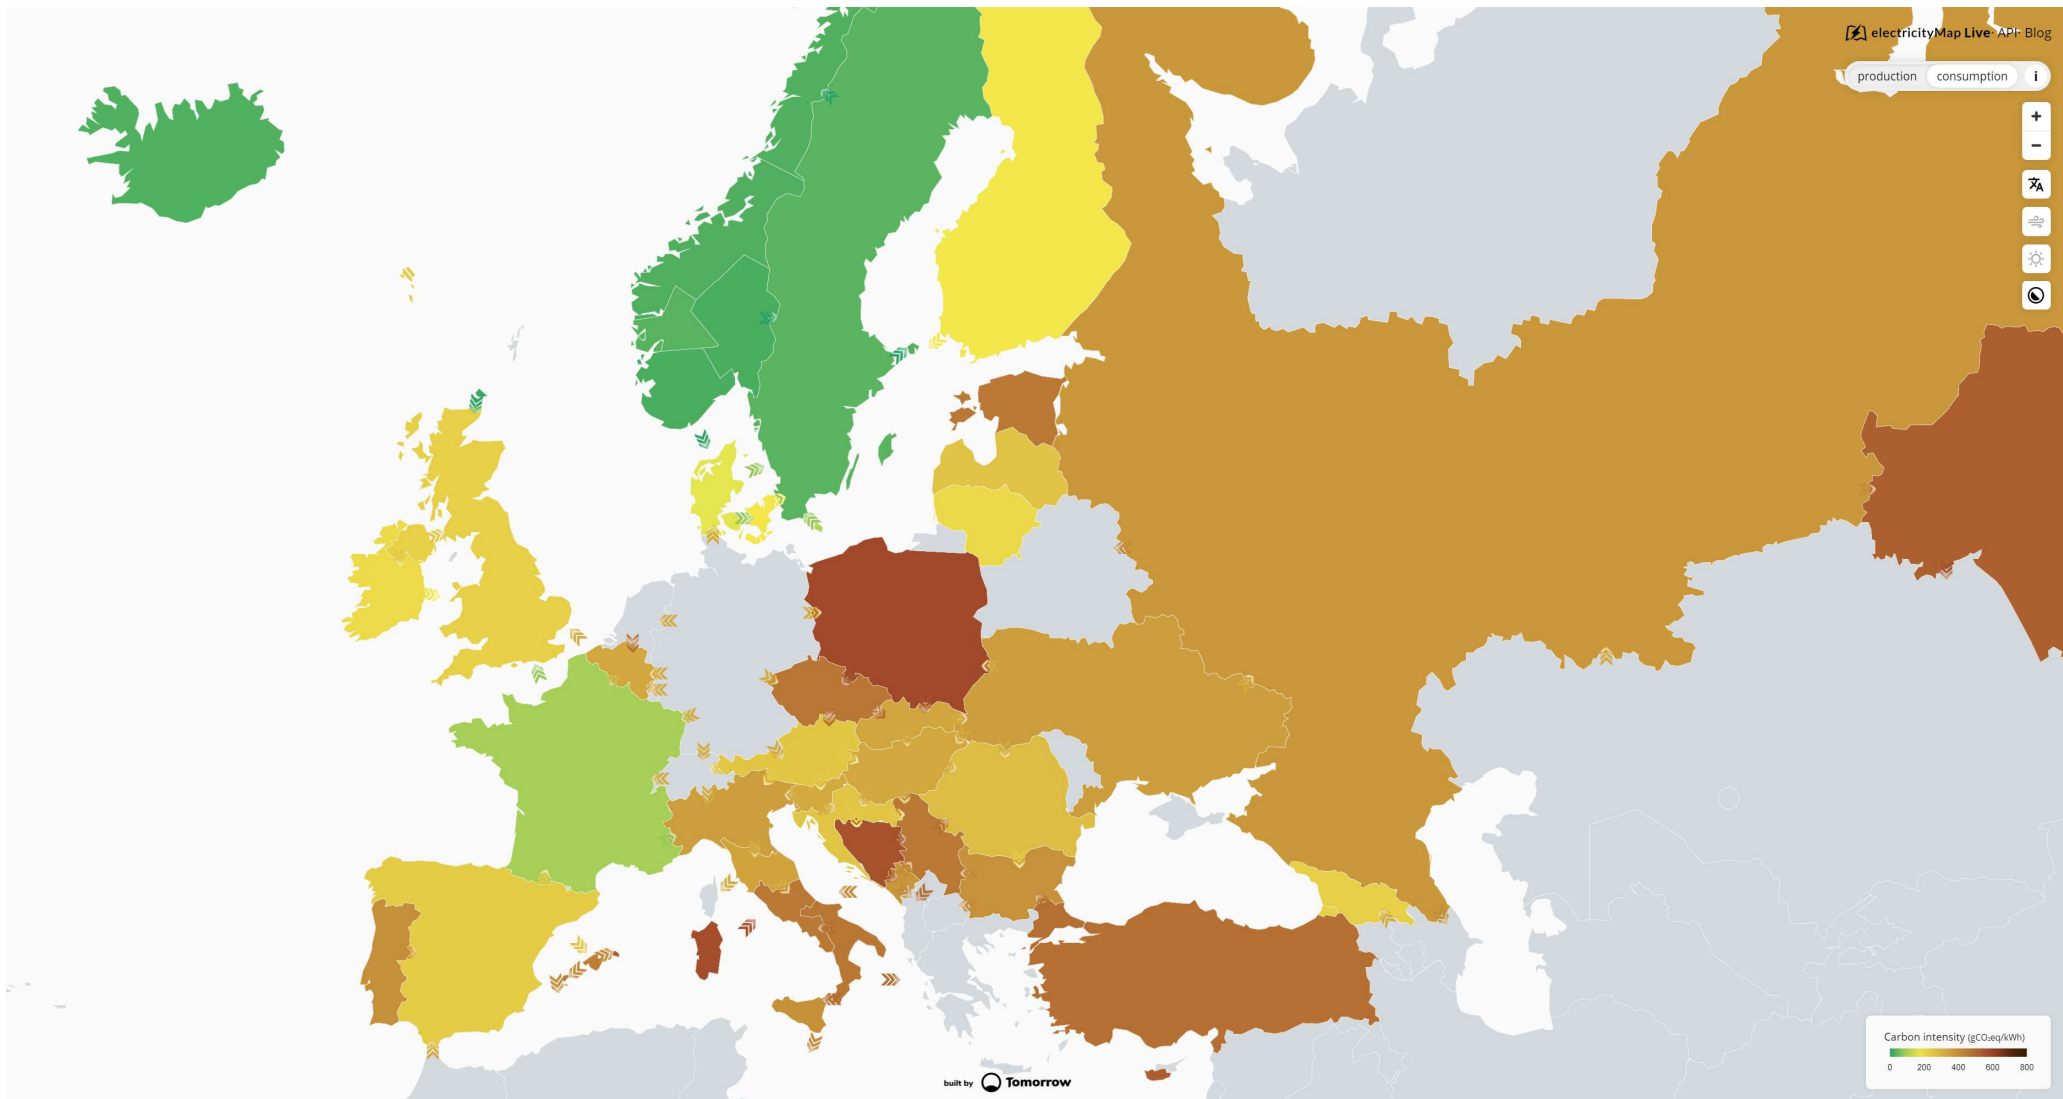 electricityMap Live· API· Blog
production consumption i
+
−
built by Tomorrow
Carbon intensity (gCO₂eq/kWh)
0 200 400 600 800